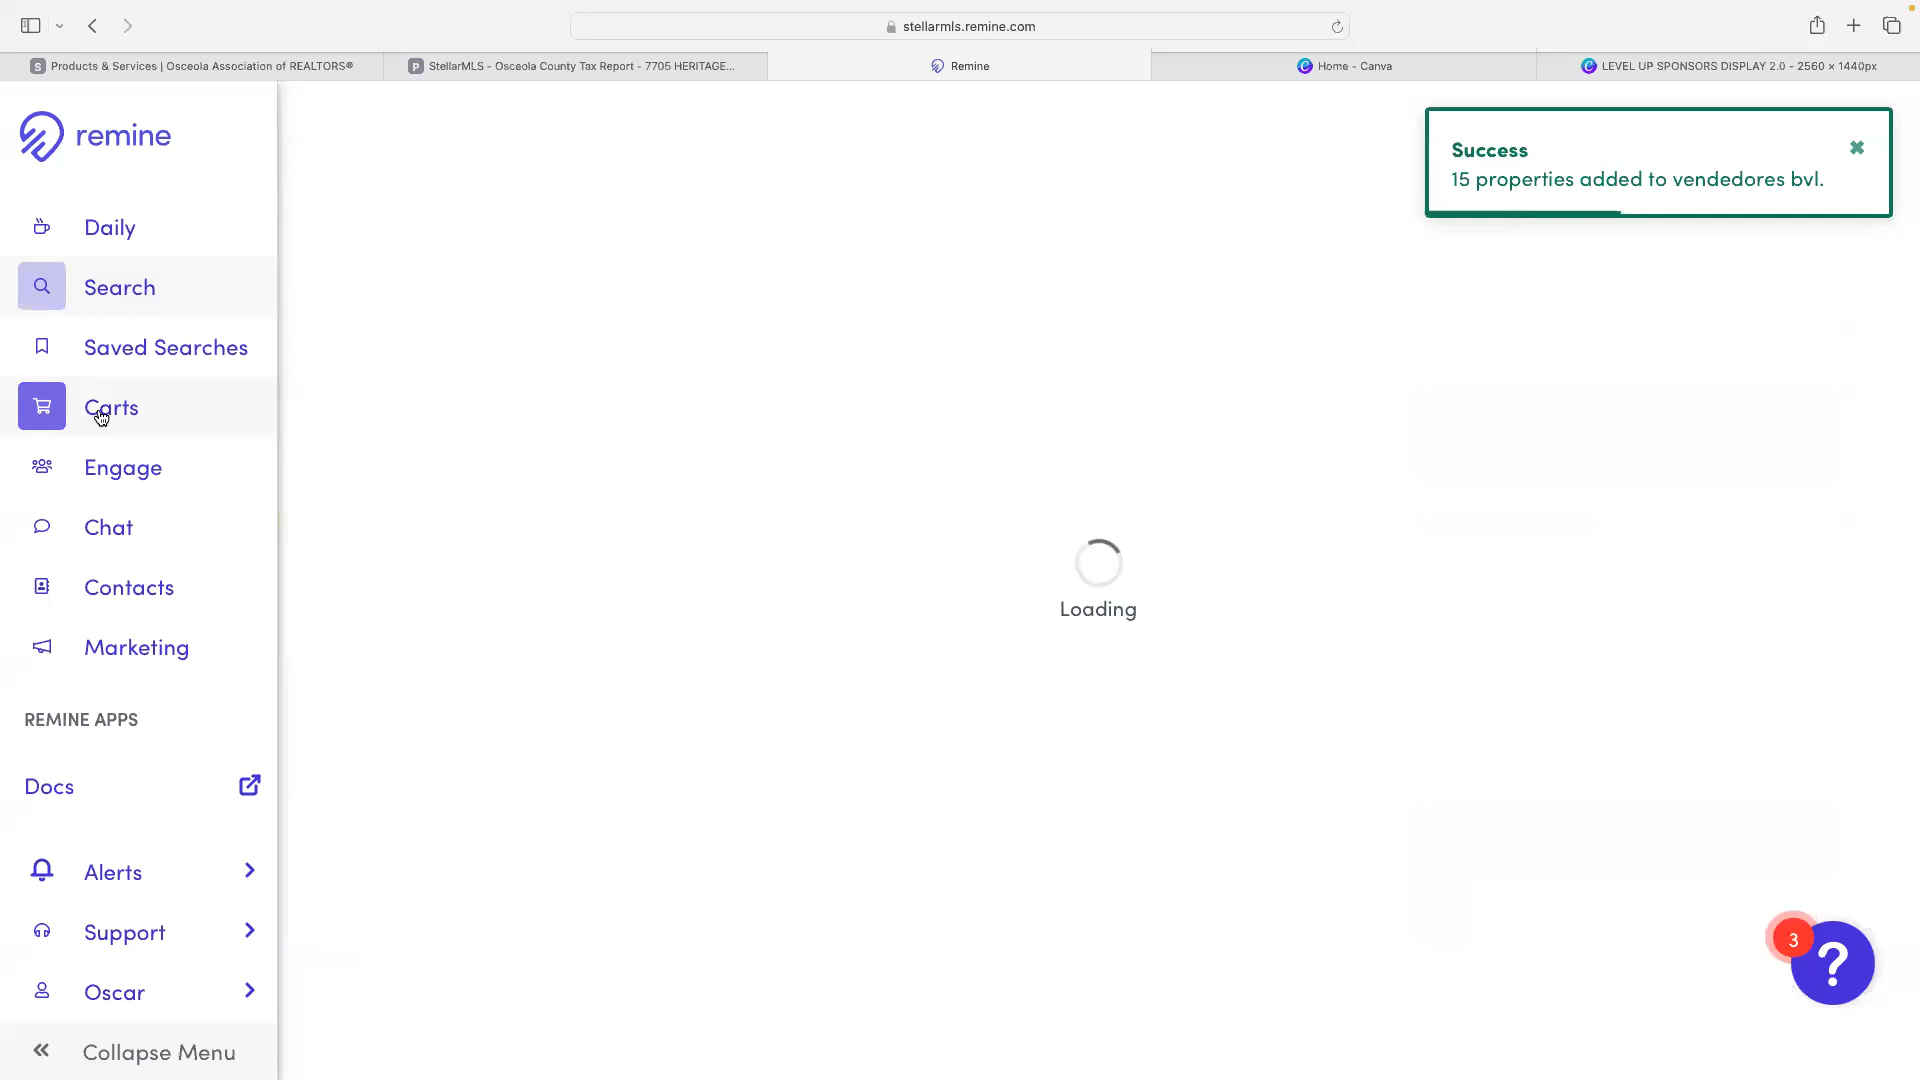 stellarmls.remine.com
Products & Services | Osceola Association of REALTORS®
StellarMLS - Osceola County Tax Report - 7705 HERITAGE...
Remine
Home - Canva
LEVEL UP SPONSORS DISPLAY 2.0 - 2560 × 1440px
remine
Success
15 properties added to vendedores bvl.
Daily
Search
Saved Searches
Carts
Engage
Chat
Contacts
Marketing
Loading
REMINE APPS
Docs
Alerts
Support
Oscar
Collapse Menu
3
?